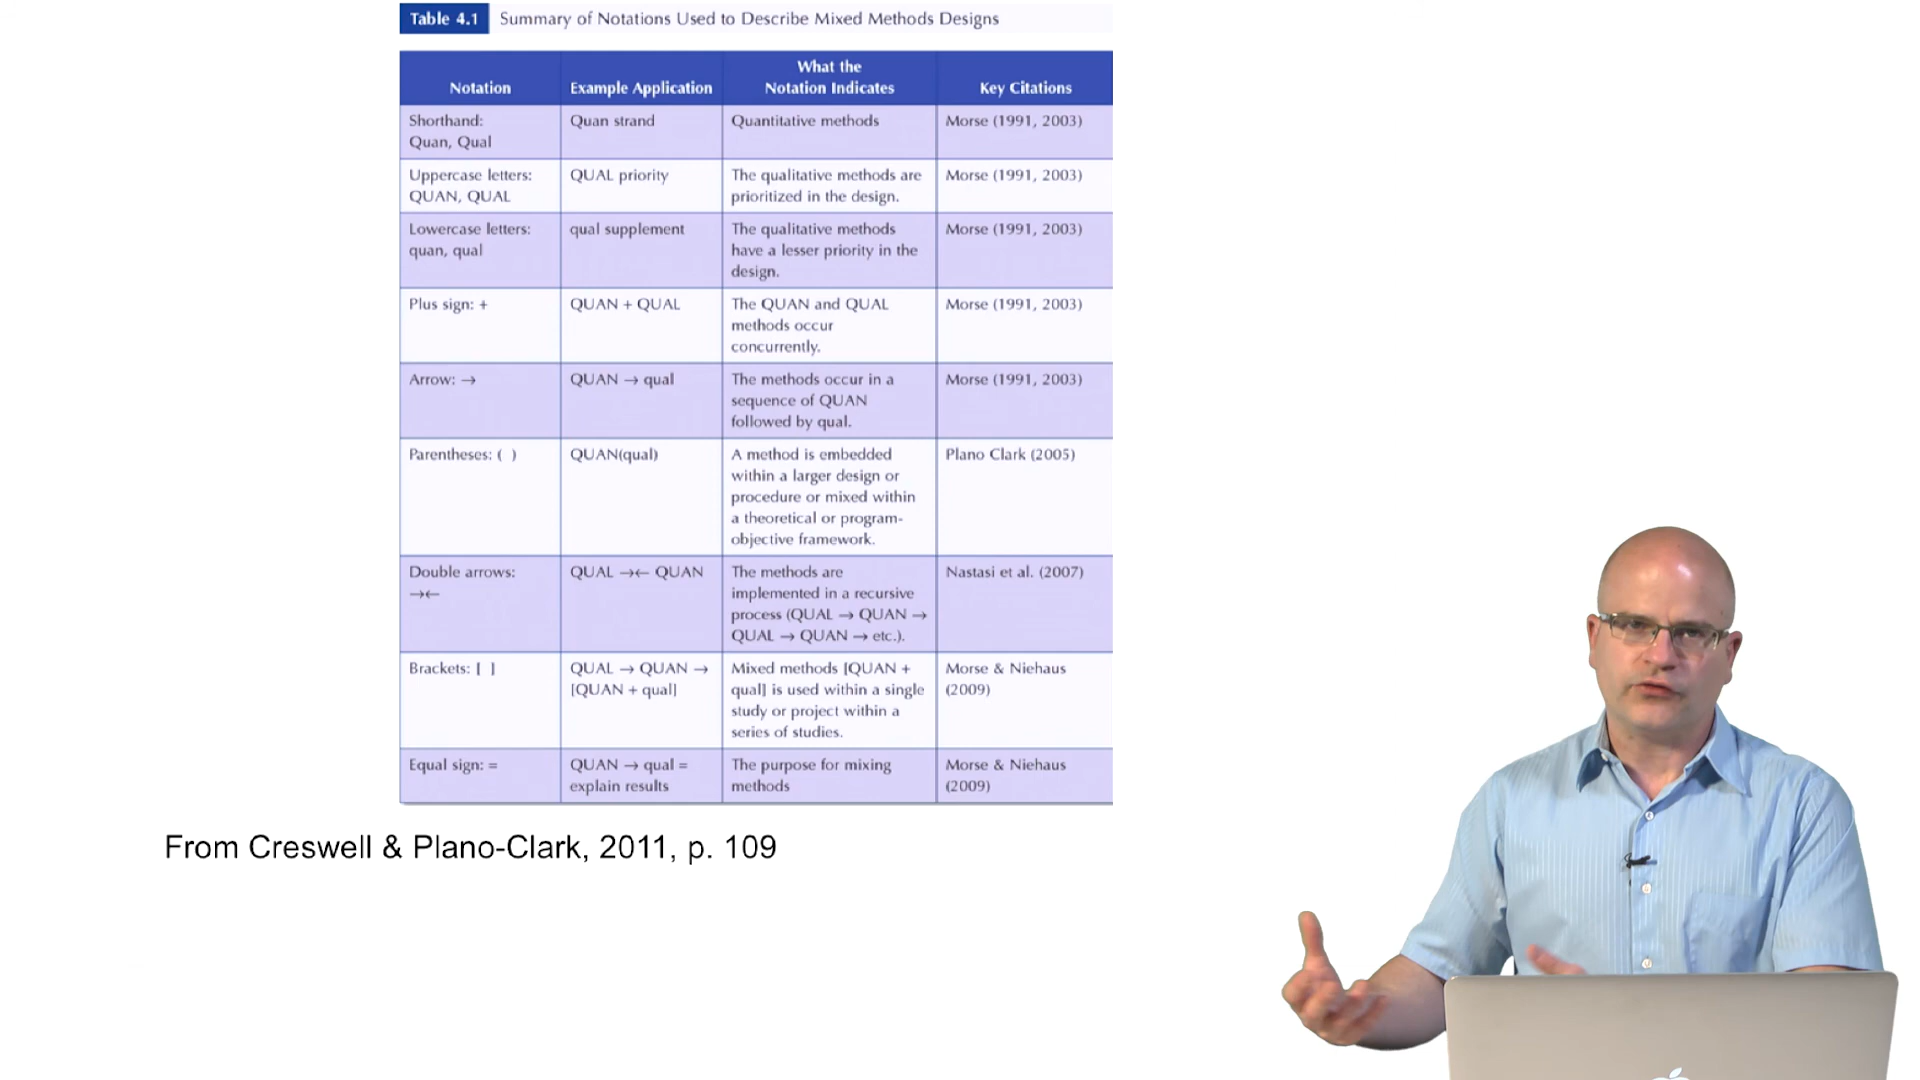 Table 4.1 Summary of Notations Used to Describe Mixed Methods Designs
Notation
Example Application
What the
Notation Indicates
Key Citations
Shorthand:
Quan, Qual
Quan strand
Quantitative methods
Morse (1991, 2003)
Uppercase letters:
QUAN, QUAL
QUAL priority
The qualitative methods are
prioritized in the design.
Morse (1991, 2003)
Lowercase letters:
quan, qual
qual supplement
The qualitative methods
have a lesser priority in the
design.
Morse (1991, 2003)
Plus sign: +
QUAN + QUAL
The QUAN and QUAL
methods occur
concurrently.
Morse (1991, 2003)
Arrow: →
QUAN → qual
The methods occur in a
sequence of QUAN
followed by qual.
Morse (1991, 2003)
Parentheses: ( )
QUAN(qual)
A method is embedded
within a larger design or
procedure or mixed within
a theoretical or program-
objective framework.
Plano Clark (2005)
Double arrows:
→←
QUAL →← QUAN
The methods are
implemented in a recursive
process (QUAL → QUAN →
QUAL → QUAN → etc.).
Nastasi et al. (2007)
Brackets: [ ]
QUAL → QUAN →
[QUAN + qual]
Mixed methods [QUAN +
qual] is used within a single
study or project within a
series of studies.
Morse & Niehaus
(2009)
Equal sign: =
QUAN → qual =
explain results
The purpose for mixing
methods
Morse & Niehaus
(2009)
From Creswell & Plano-Clark, 2011, p. 109